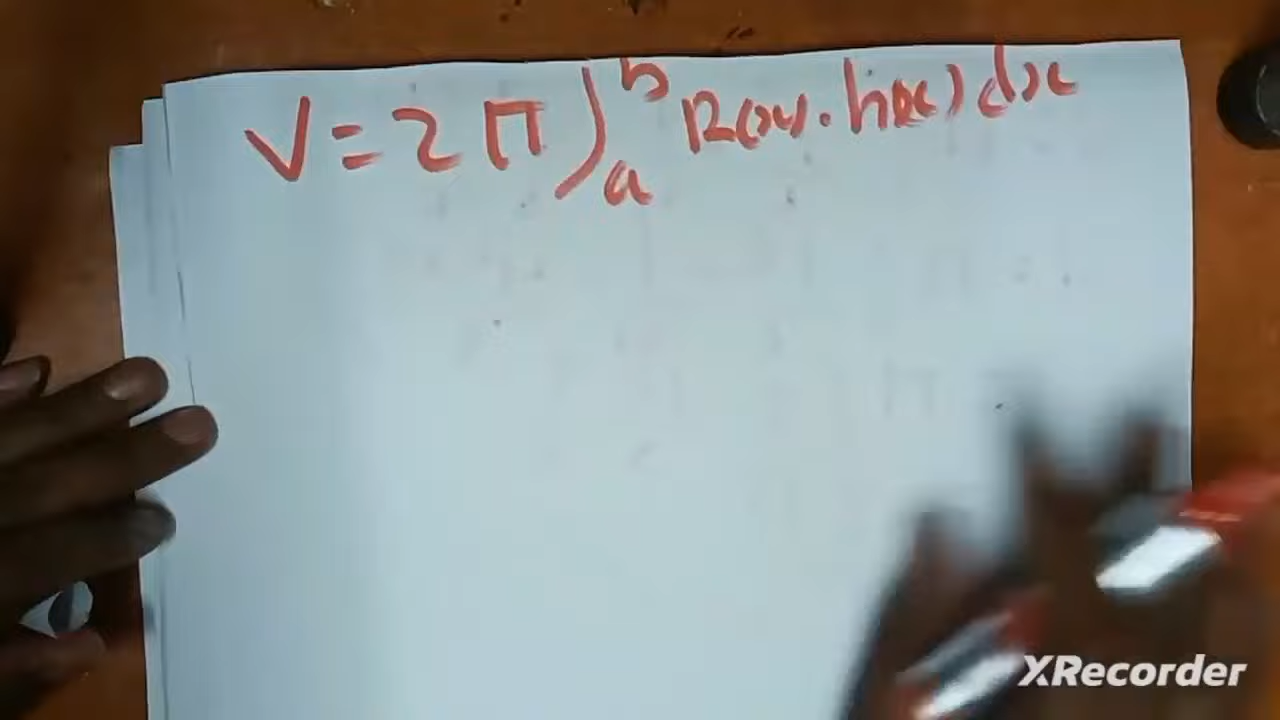 V = 2π∫ₐᵇ R(x) · h(x) dx
XRecorder